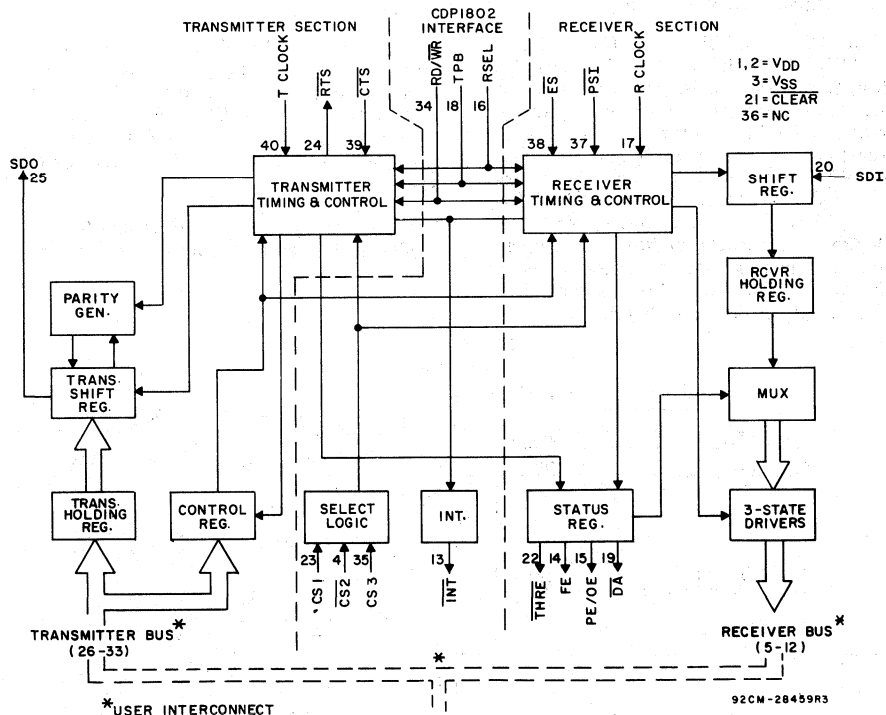 TRANSMITTER SECTION
CDP1802
INTERFACE
RECEIVER SECTION
T CLOCK
RTS
CTS
RD/WR
TPB
RSEL
ES
PSI
R CLOCK
1, 2 = VDD
3 = VSS
21 = CLEAR
36 = NC
34
18
16
40
24
39
38
37
17
SDO
25
TRANSMITTER
TIMING & CONTROL
RECEIVER
TIMING & CONTROL
SHIFT
REG.
20
SDI
PARITY
GEN.
RCVR
HOLDING
REG.
TRANS.
SHIFT
REG.
MUX
TRANS.
HOLDING
REG.
CONTROL
REG.
SELECT
LOGIC
INT.
STATUS
REG.
3-STATE
DRIVERS
23
4
35
13
22
14
15
19
CS1
CS2
CS3
INT
THRE
FE
PE/OE
DA
TRANSMITTER BUS*
(26-33)
RECEIVER BUS*
(5-12)
*
*USER INTERCONNECT
92CM-28459R3